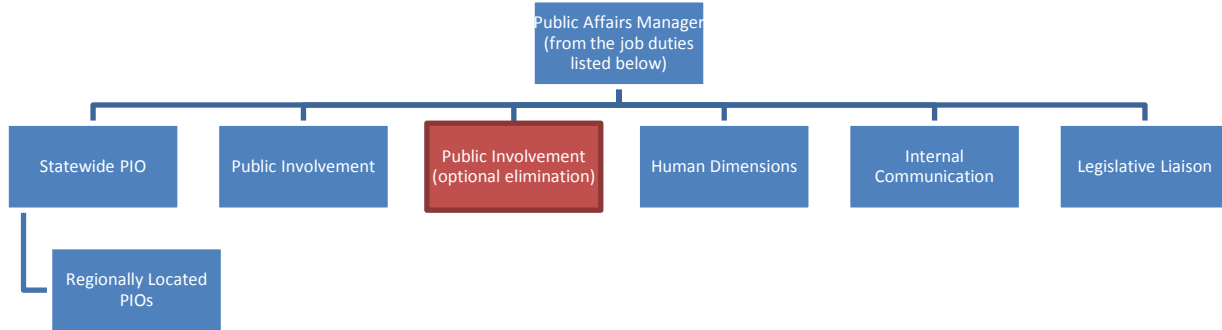 Public Affairs Manager
(from the job duties
listed below)
Statewide PIO
Public Involvement
Public Involvement
(optional elimination)
Human Dimensions
Internal
Communication
Legislative Liaison
Regionally Located
PIOs